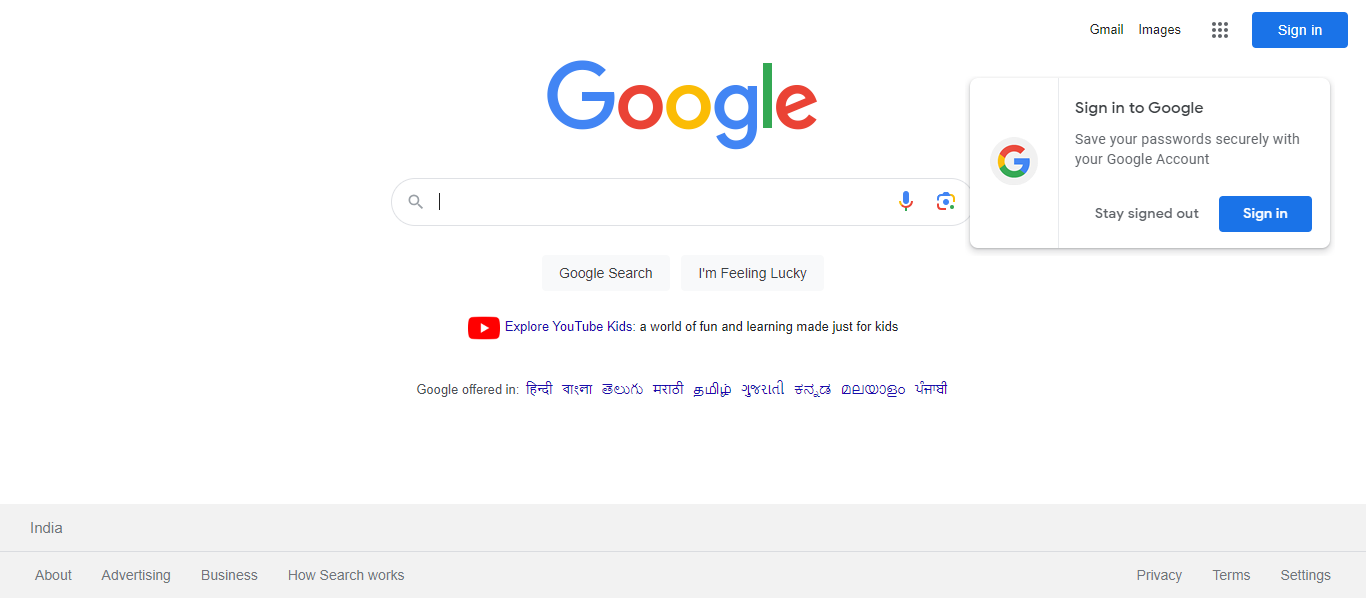 Gmail Images Sign in
Google
Sign in to Google
Save your passwords securely with
your Google Account
Stay signed out Sign in
Google Search I'm Feeling Lucky
Explore YouTube Kids: a world of fun and learning made just for kids
Google offered in: हिन्दी বাংলা తెలుగు मराठी தமிழ் ગુજરાતી ಕನ್ನಡ മലയാളം ਪੰਜਾਬੀ
India
About Advertising Business How Search works Privacy Terms Settings